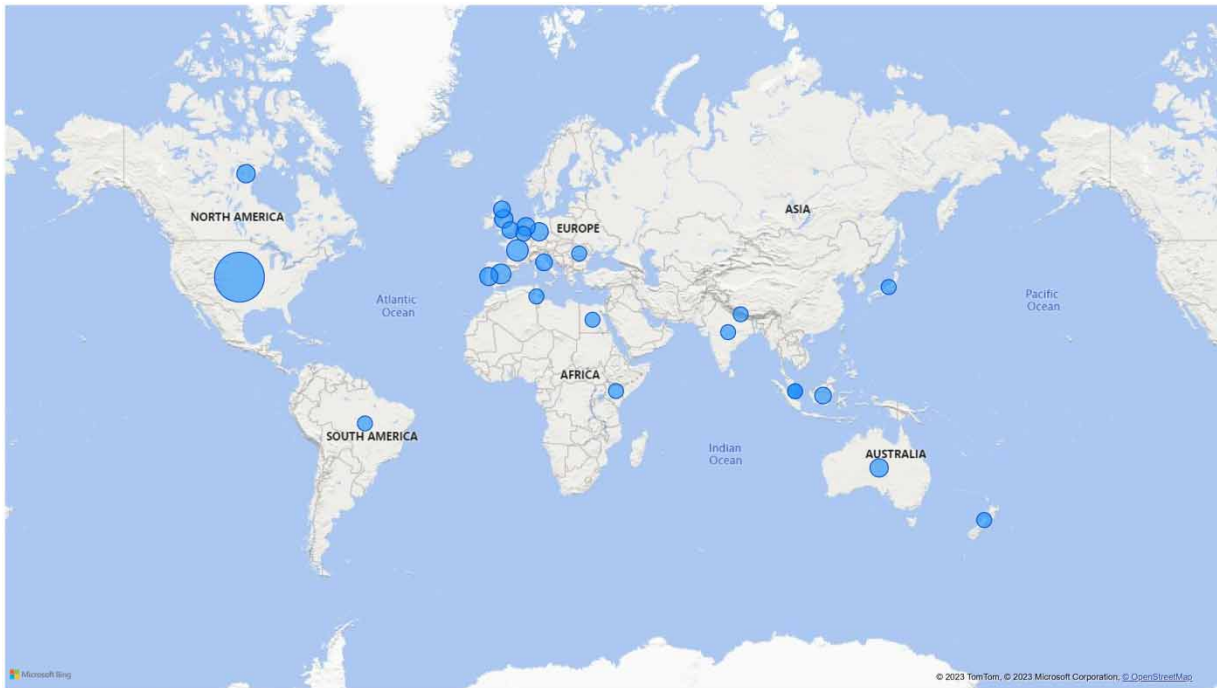 ASIA
NORTH AMERICA
EUROPE
Atlantic
Ocean
Pacific
Ocean
AFRICA
SOUTH AMERICA
Indian
Ocean
AUSTRALIA
Microsoft Bing
© 2023 TomTom, © 2023 Microsoft Corporation, © OpenStreetMap